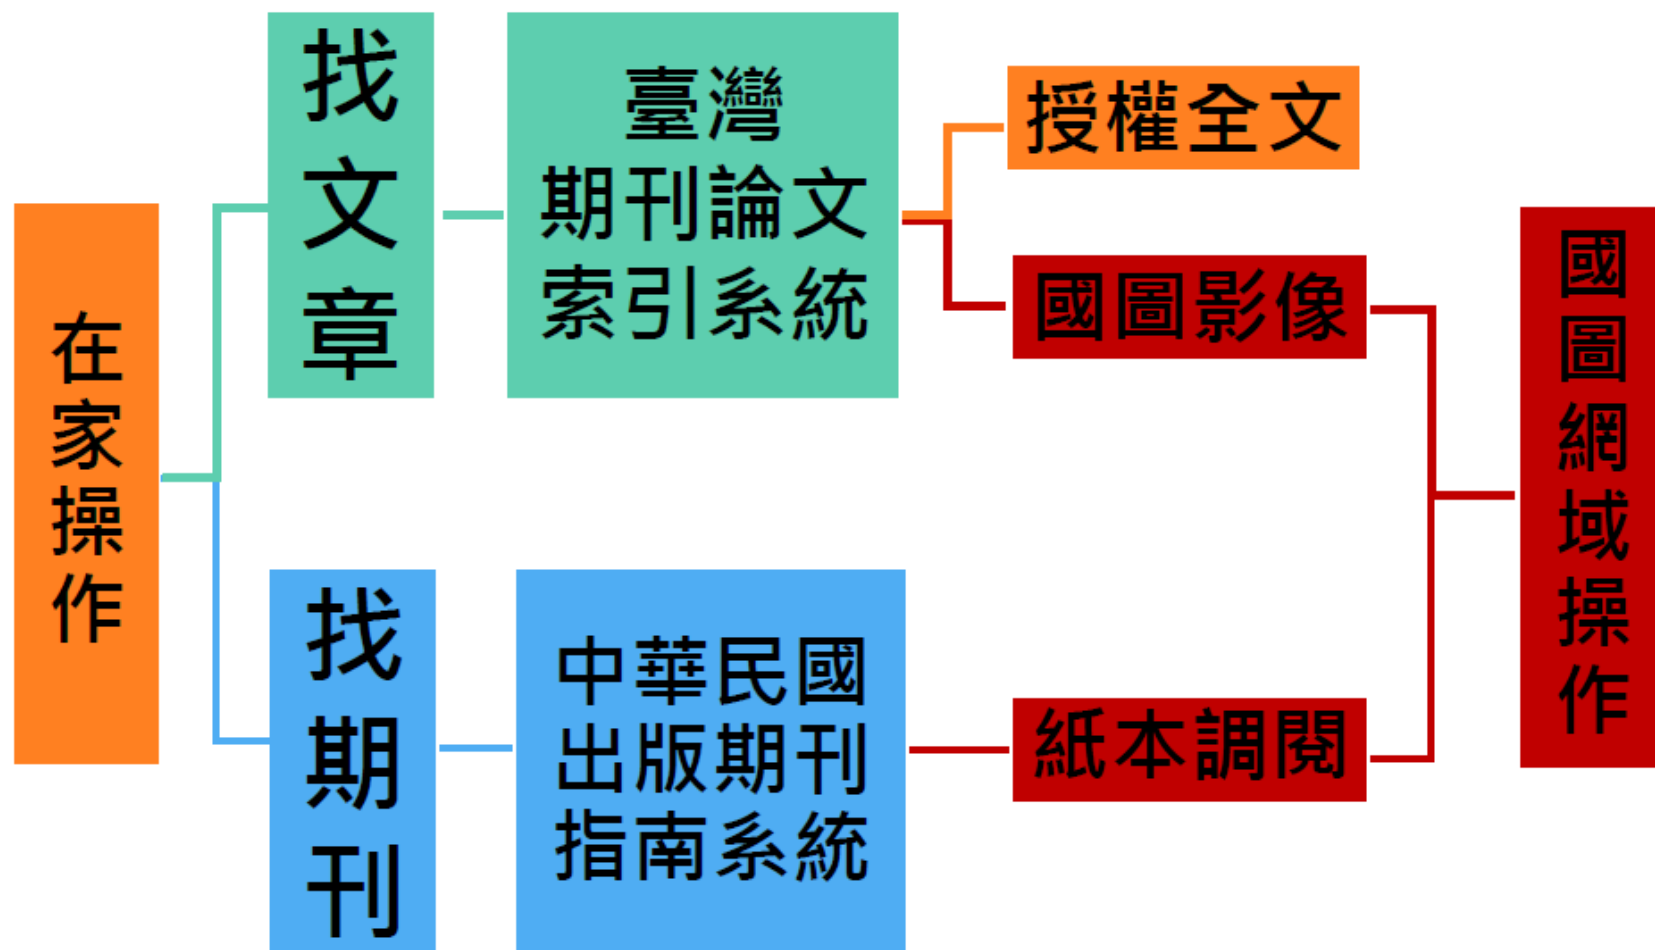 在家操作
找文章
臺灣
期刊論文
索引系統
授權全文
國圖影像
找期刊
中華民國
出版期刊
指南系統
紙本調閱
國圖網域操作